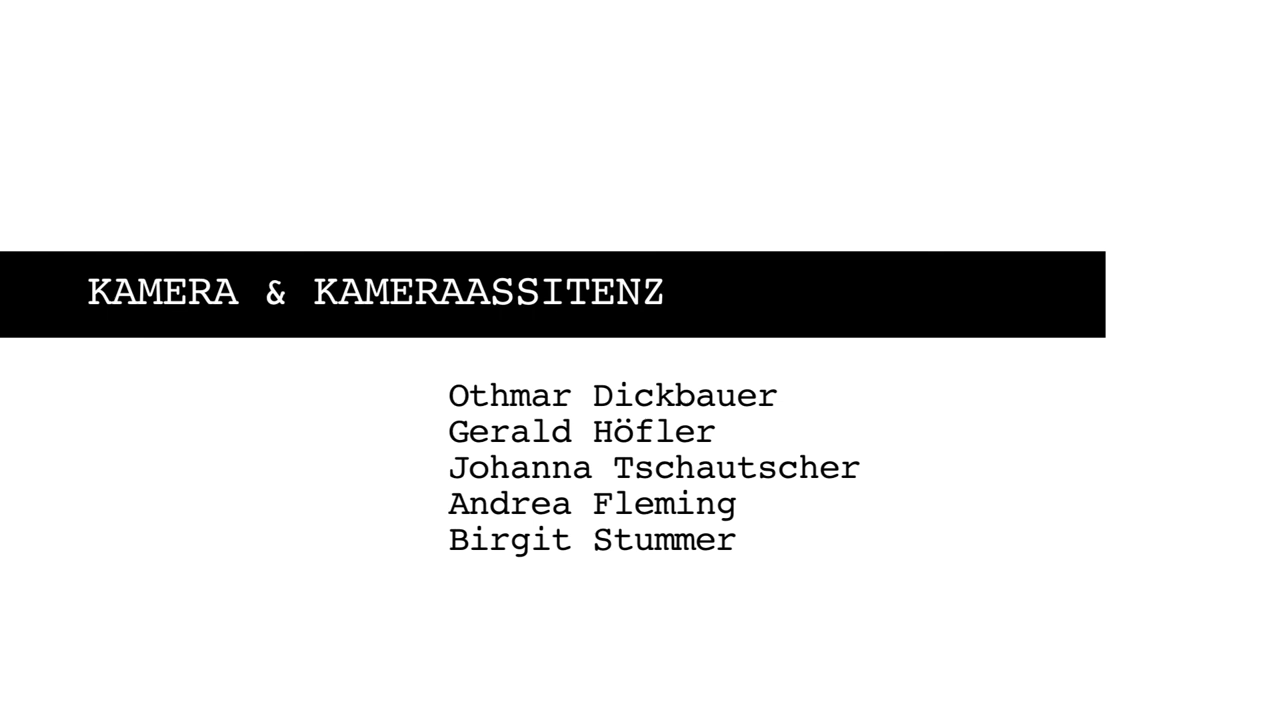 KAMERA & KAMERAASSITENZ
Othmar Dickbauer
Gerald Höfler
Johanna Tschautscher
Andrea Fleming
Birgit Stummer